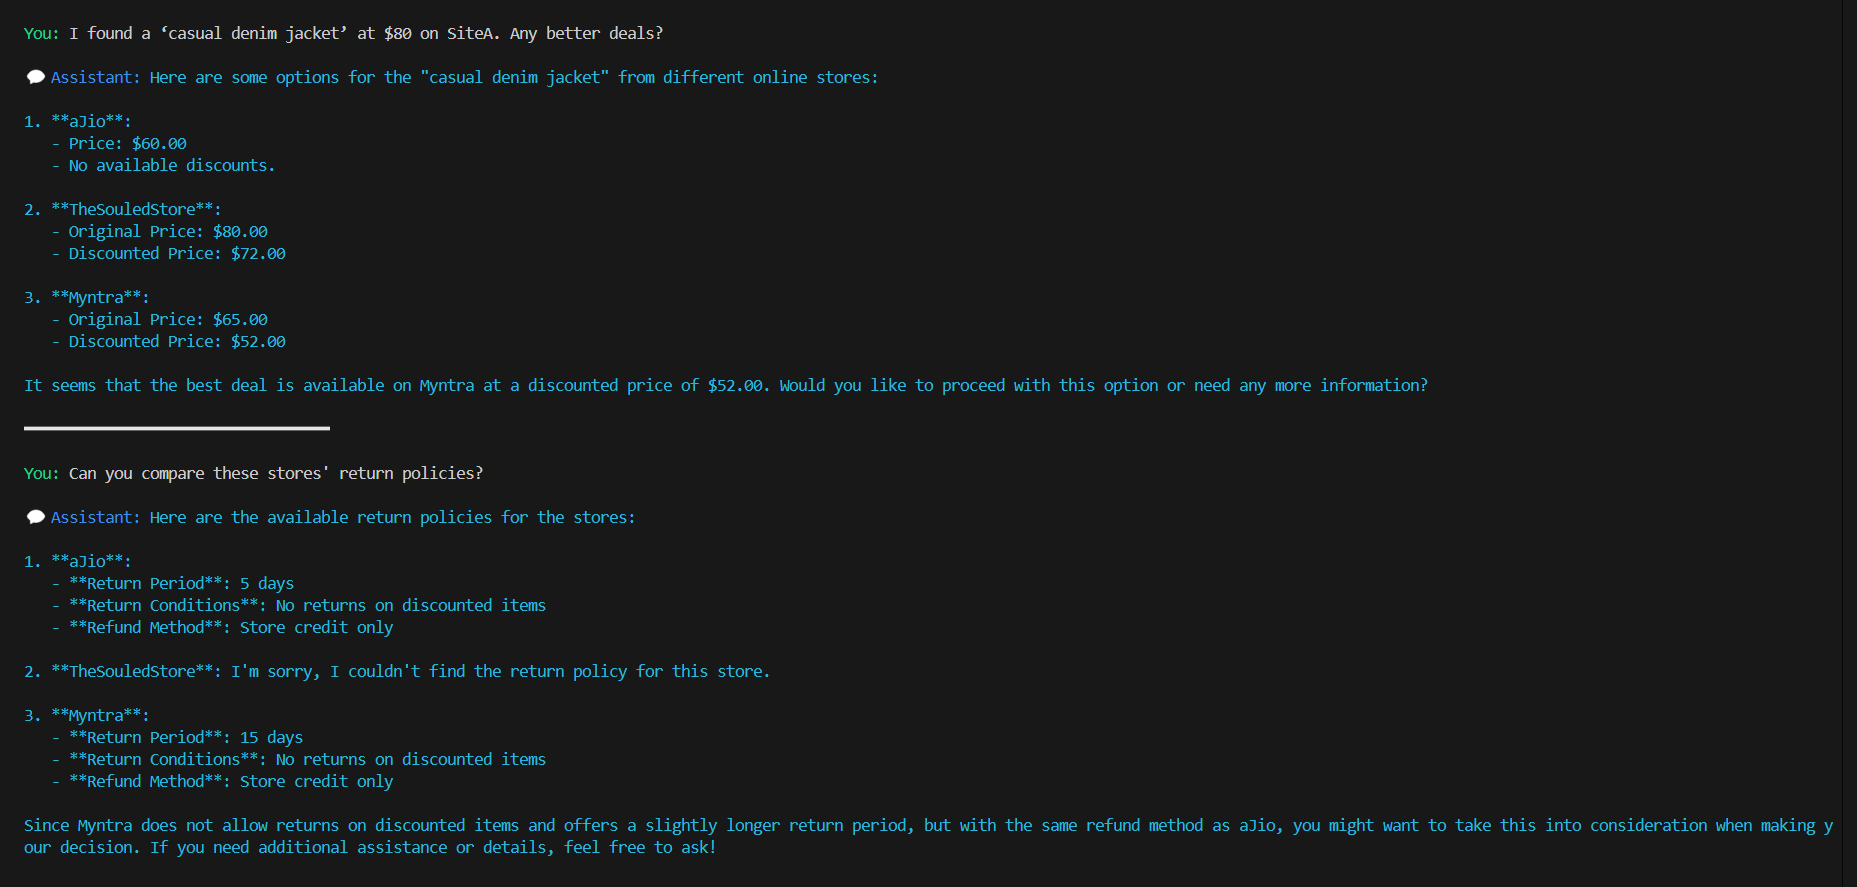 You: I found a ‘casual denim jacket’ at $80 on SiteA. Any better deals?
Assistant: Here are some options for the "casual denim jacket" from different online stores:
1. **aJio**:
- Price: $60.00
- No available discounts.
2. **TheSouledStore**:
- Original Price: $80.00
- Discounted Price: $72.00
3. **Myntra**:
- Original Price: $65.00
- Discounted Price: $52.00
It seems that the best deal is available on Myntra at a discounted price of $52.00. Would you like to proceed with this option or need any more information?
You: Can you compare these stores' return policies?
Assistant: Here are the available return policies for the stores:
1. **aJio**:
- **Return Period**: 5 days
- **Return Conditions**: No returns on discounted items
- **Refund Method**: Store credit only
2. **TheSouledStore**: I'm sorry, I couldn't find the return policy for this store.
3. **Myntra**:
- **Return Period**: 15 days
- **Return Conditions**: No returns on discounted items
- **Refund Method**: Store credit only
Since Myntra does not allow returns on discounted items and offers a slightly longer return period, but with the same refund method as aJio, you might want to take this into consideration when making y
our decision. If you need additional assistance or details, feel free to ask!